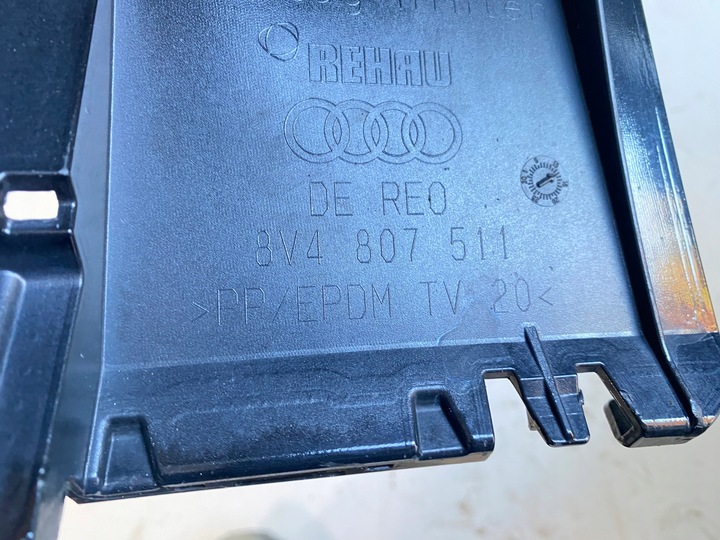 REHAU
DE REO
8V4 807 511
>PP/EPDM TV 20<